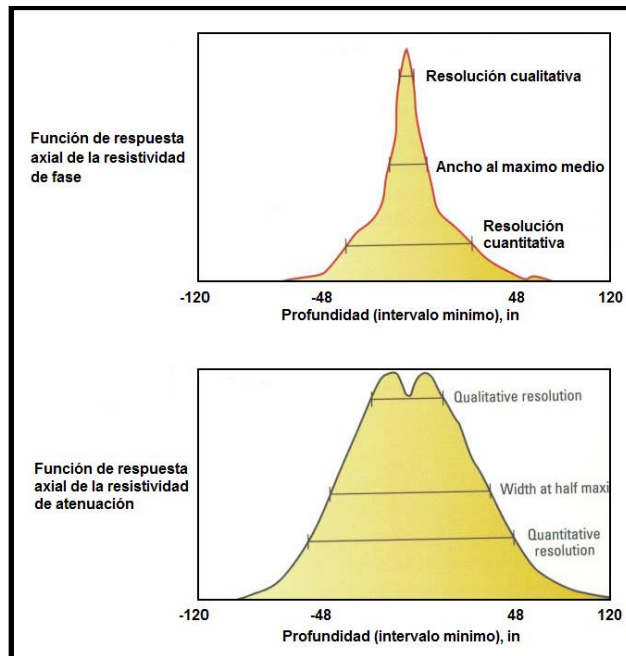 Resolución cualitativa
Función de respuesta
axial de la resistividad
de fase
Ancho al maximo medio
Resolución
cuantitativa
-120
-48
48
120
Profundidad (intervalo minimo), in
Qualitative resolution
Función de respuesta
axial de la resistividad
de atenuación
Width at half maxi
Quantitative
resolution
-120
-48
48
120
Profundidad (intervalo minimo), in